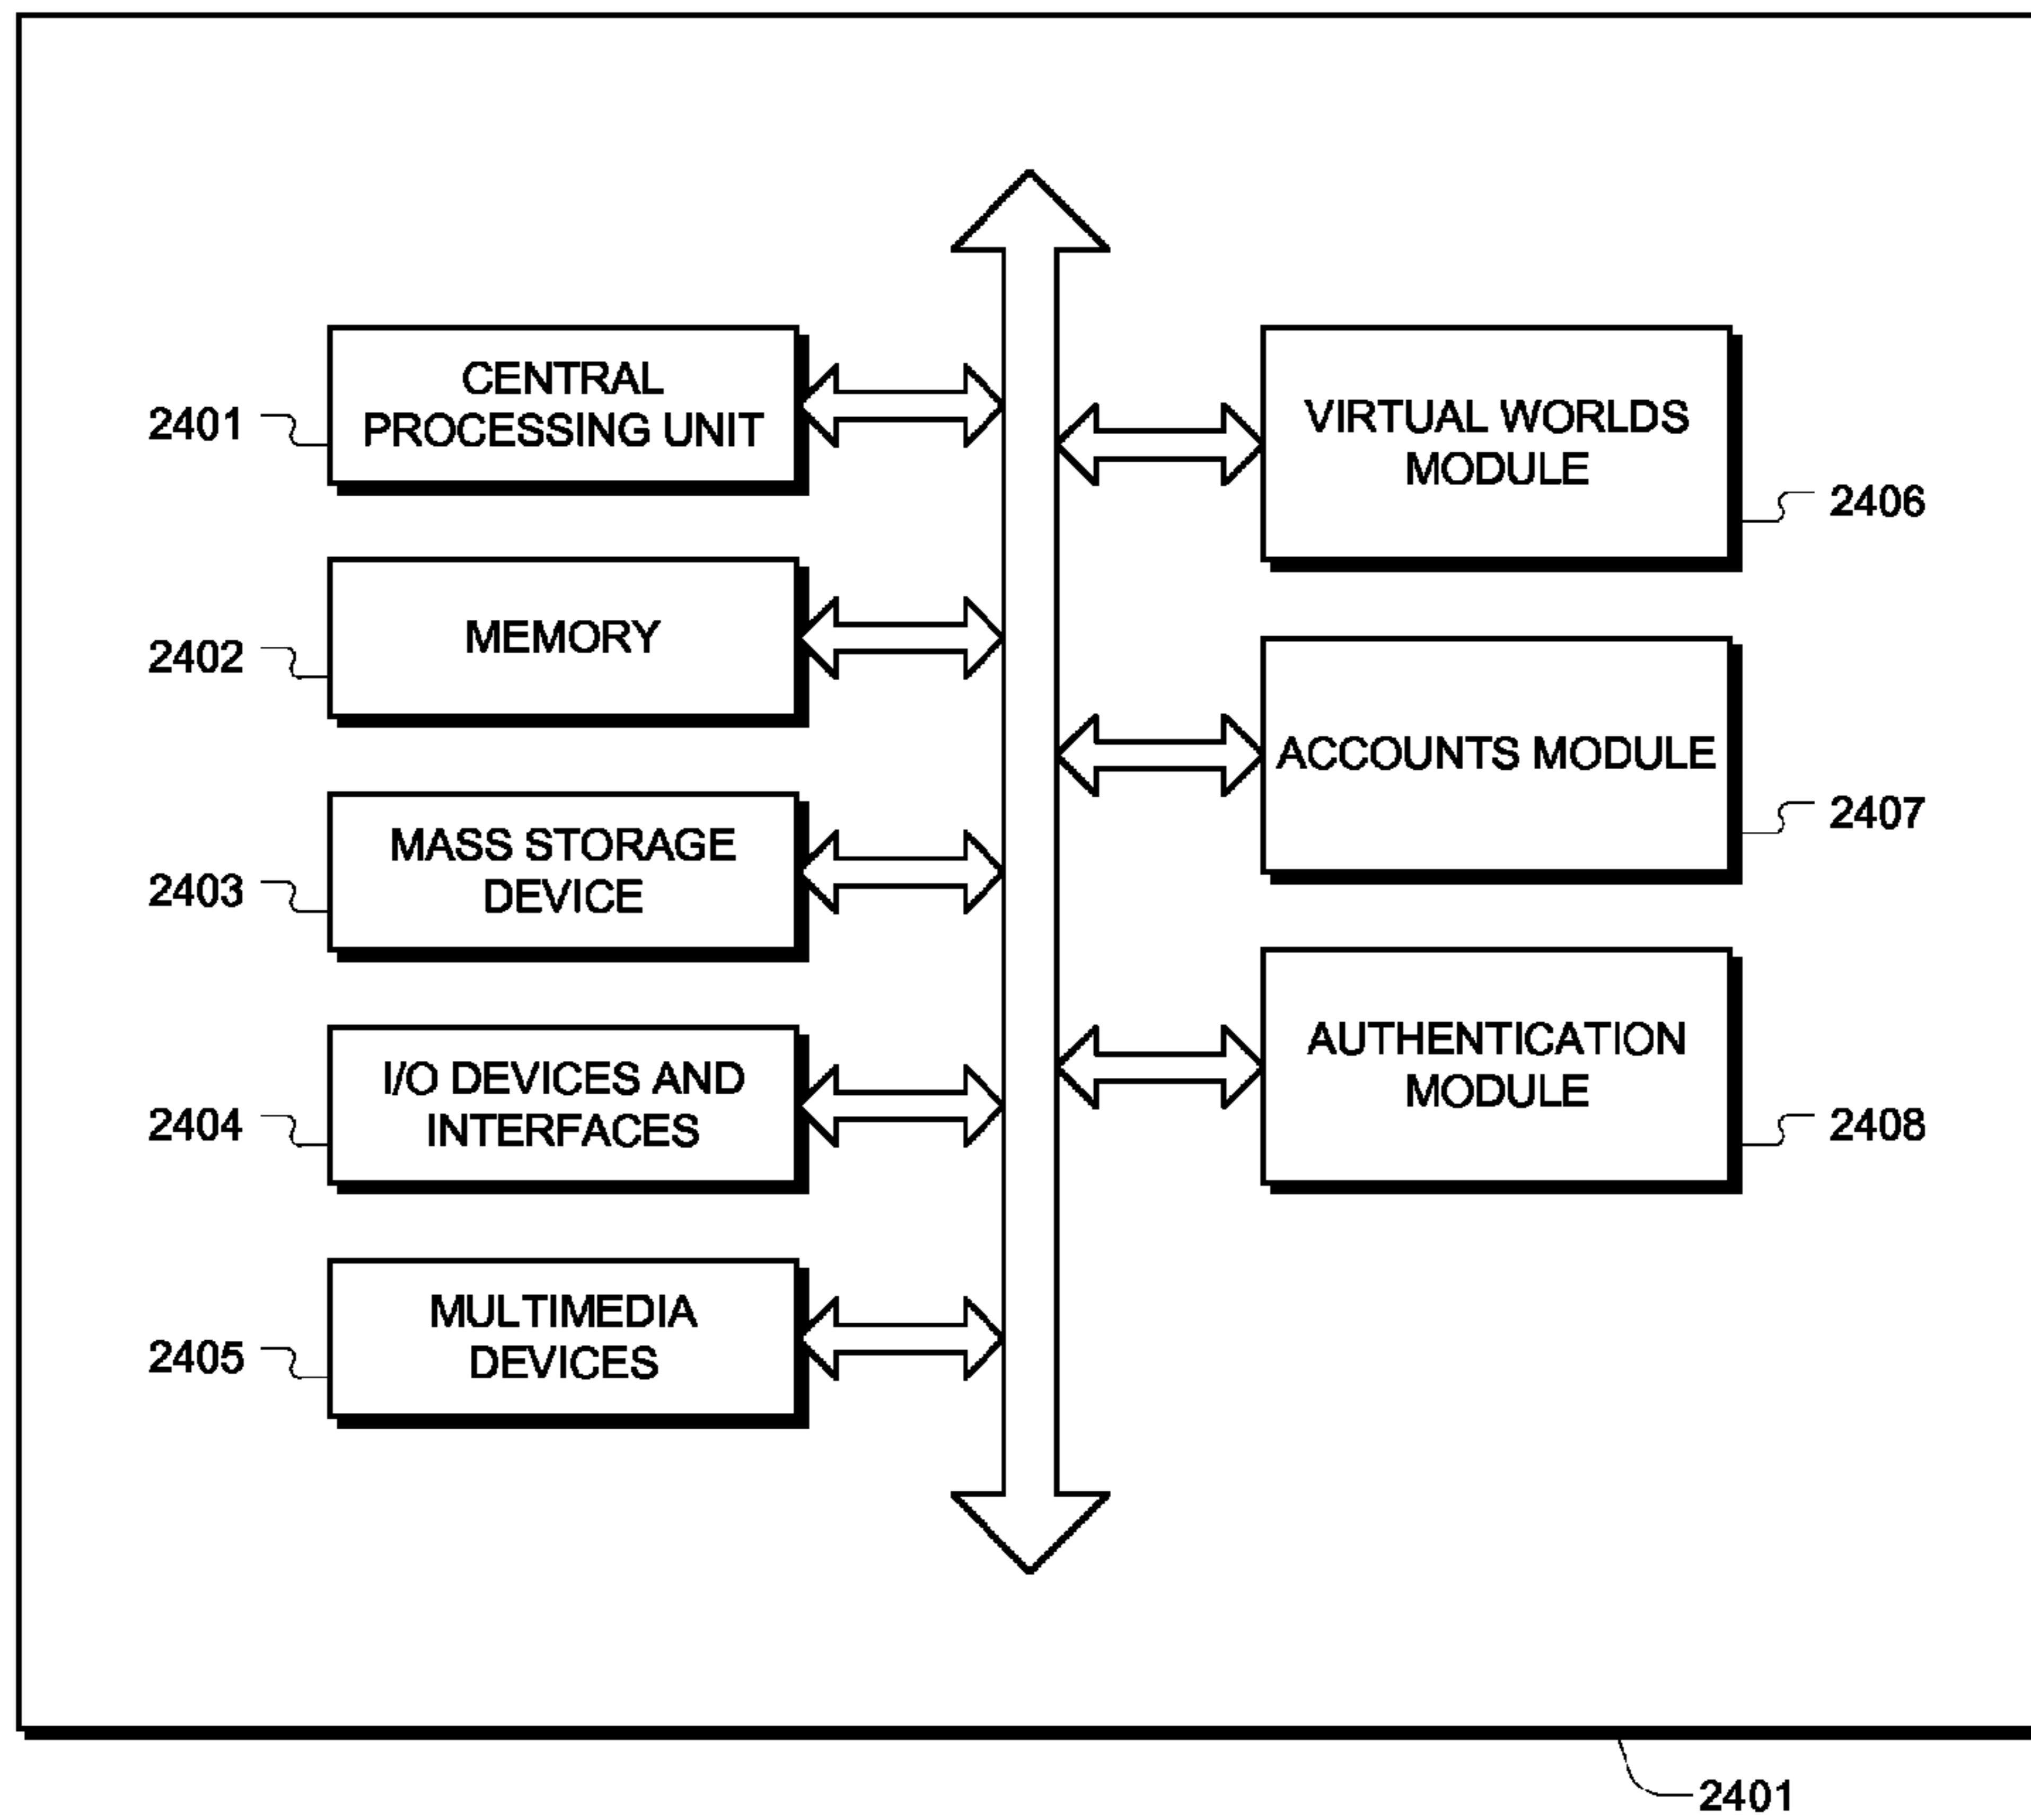 CENTRAL
PROCESSING UNIT
2401
MEMORY
2402
MASS STORAGE
DEVICE
2403
I/O DEVICES AND
INTERFACES
2404
MULTIMEDIA
DEVICES
2405
VIRTUAL WORLDS
MODULE
2406
ACCOUNTS MODULE
2407
AUTHENTICATION
MODULE
2408
2401